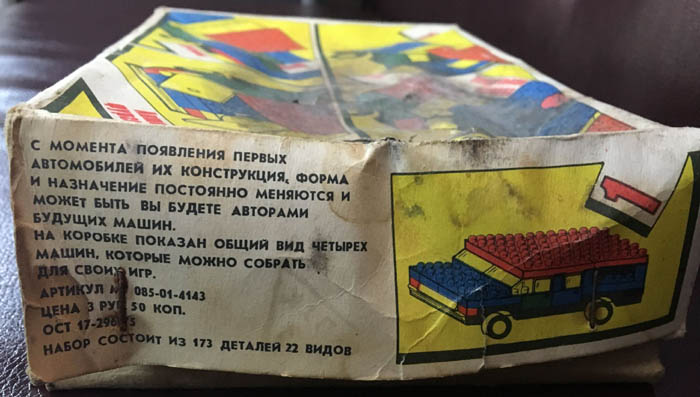 С МОМЕНТА ПОЯВЛЕНИЯ ПЕРВЫХ
АВТОМОБИЛЕЙ ИХ КОНСТРУКЦИЯ, ФОРМА
И НАЗНАЧЕНИЕ ПОСТОЯННО МЕНЯЮТСЯ И
МОЖЕТ БЫТЬ ВЫ БУДЕТЕ АВТОРАМИ
БУДУЩИХ МАШИН.
НА КОРОБКЕ ПОКАЗАН ОБЩИЙ ВИД ЧЕТЫРЕХ
МАШИН, КОТОРЫЕ МОЖНО СОБРАТЬ
ДЛЯ СВОИХ ИГР.
АРТИКУЛ 085-01-4143
ЦЕНА 3 РУБ 50 КОП.
ОСТ
НАБОР СОСТОИТ ИЗ 173 ДЕТАЛЕЙ 22 ВИДОВ
1